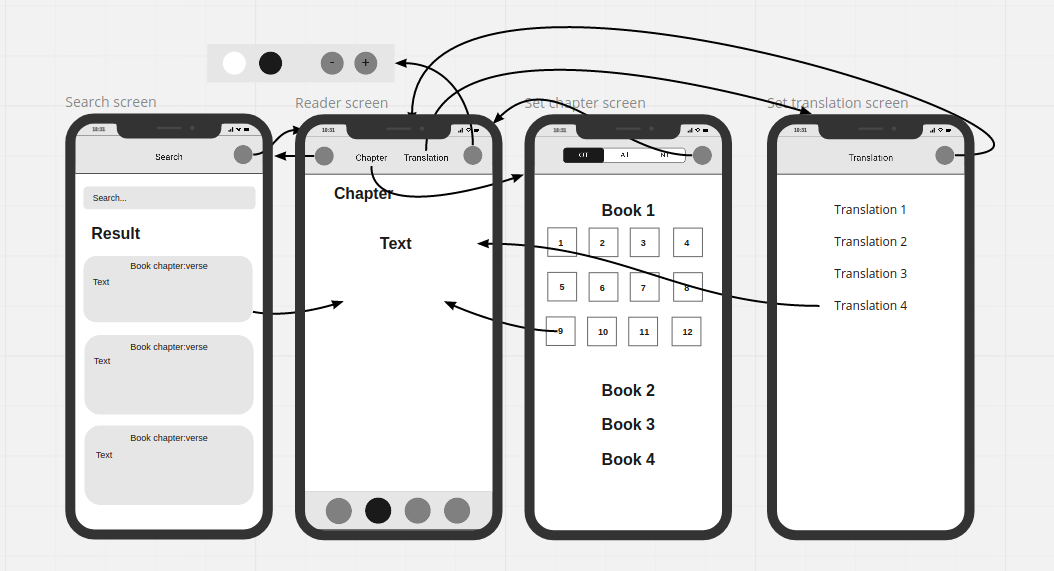 - +
Search screen
Reader screen
Set chapter screen
Set translation screen
10:31
Search
Search...
Result
Book chapter:verse
Text
Book chapter:verse
Text
Book chapter:verse
Text
10:31
Chapter Translation
Chapter
Text
10:31
OT All NT
Book 1
1 2 3 4
5 6 7 8
9 10 11 12
Book 2
Book 3
Book 4
10:31
Translation
Translation 1
Translation 2
Translation 3
Translation 4